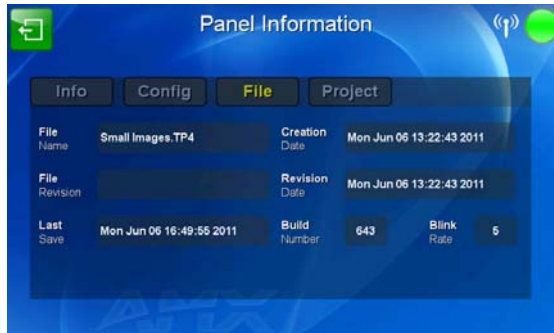 Panel Information
Info Config File Project
File Name Small Images.TP4 Creation Date Mon Jun 06 13:22:43 2011
File Revision Revision Date Mon Jun 06 13:22:43 2011
Last Save Mon Jun 06 16:49:55 2011 Build Number 643 Blink Rate 5
AMX